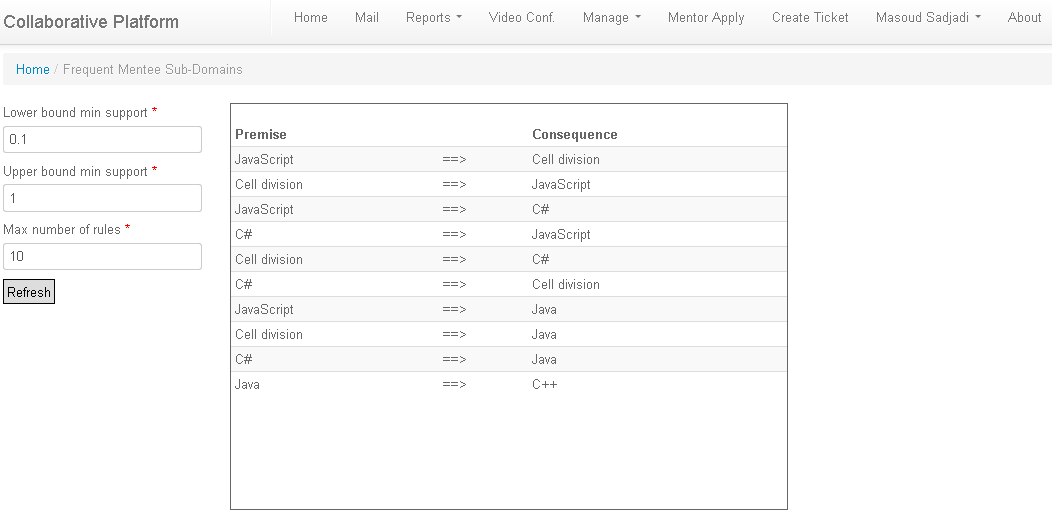 Collaborative Platform Home Mail Reports Video Conf. Manage Mentor Apply Create Ticket Masoud Sadjadi About
Home / Frequent Mentee Sub-Domains
Lower bound min support *
0.1
Upper bound min support *
1
Max number of rules *
10
Refresh
Premise Consequence
JavaScript ==> Cell division
Cell division ==> JavaScript
JavaScript ==> C#
C# ==> JavaScript
Cell division ==> C#
C# ==> Cell division
JavaScript ==> Java
Cell division ==> Java
C# ==> Java
Java ==> C++